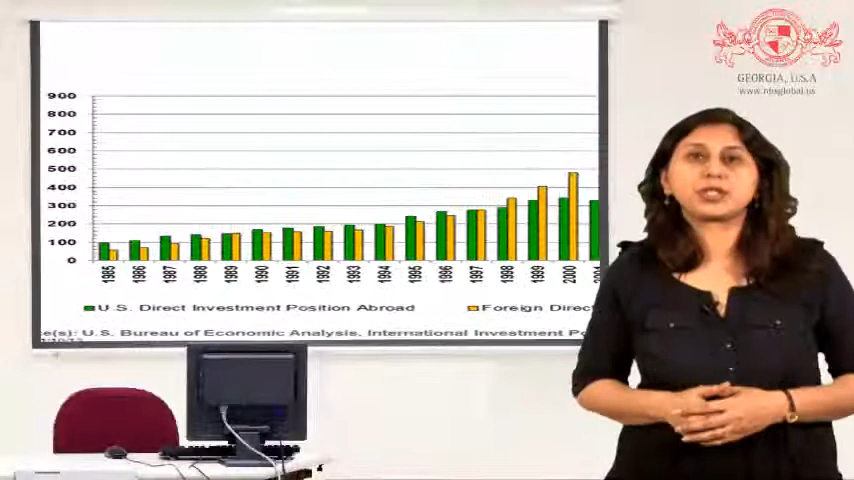 GEORGIA, U.S.A
www.nbsglobal.us
900
800
700
600
500
400
300
200
100
0
1985 1986 1987 1988 1989 1990 1991 1992 1993 1994 1995 1996 1997 1998 1999 2000
U.S. Direct Investment Position Abroad Foreign Direc
e(s): U.S. Bureau of Economic Analysis, International Investment P